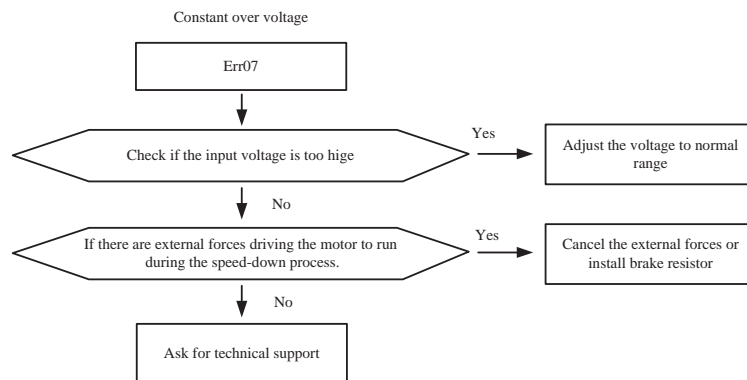 Constant over voltage
Err07
Check if the input voltage is too hige
Yes
Adjust the voltage to normal
range
No
If there are external forces driving the motor to run
during the speed-down process.
Yes
Cancel the external forces or
install brake resistor
No
Ask for technical support